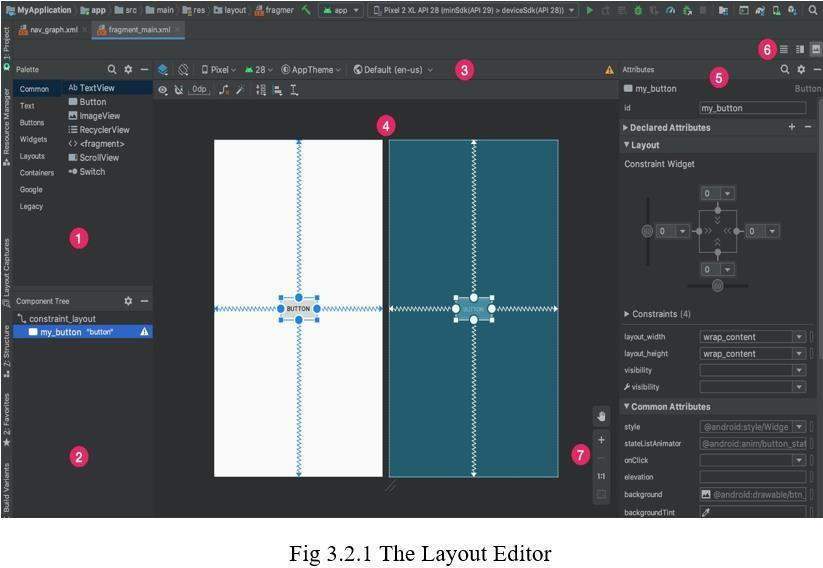 MyApplication app src main res layout fragmer app Pixel 2 XL API 28 (minSdk(API 29) > deviceSdk(API 28))
nav_graph.xml fragment_main.xml
1: Project
Resource Manager
Layout Captures
Z: Structure
2: Favorites
Build Variants
Palette
Common
Text
Buttons
Widgets
Layouts
Containers
Google
Legacy
Ab TextView
Button
ImageView
RecyclerView
<> <fragment>
ScrollView
Switch
1
Component Tree
constraint_layout
my_button "button"
2
Pixel 28 AppTheme Default (en-us)
3
0dp
4
BUTTON
BUTTON
7
1:1
6
Attributes
5
my_button Button
id my_button
Declared Attributes
Layout
Constraint Widget
0
0 0
0
50
50
Constraints (4)
layout_width wrap_content
layout_height wrap_content
visibility
visibility
Common Attributes
style @android:style/Widge
stateListAnimator @android:anim/button_stat
onClick
elevation
background @android:drawable/btn_
backgroundTint
Fig 3.2.1 The Layout Editor